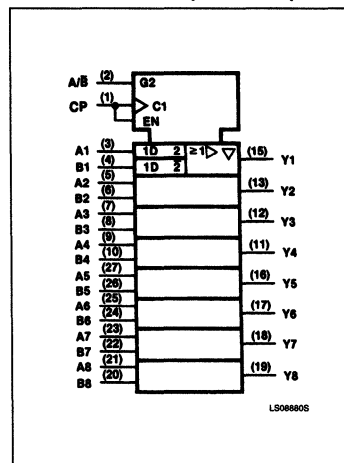 A/B̅ (2) G2
CP (1) C1
EN
A1 (3) 1D 2 ≥1 ▷ ▽ (15) Y1
B1 (4) 1D 2̅
A2 (5) (13) Y2
B2 (6)
A3 (7) (12) Y3
B3 (8)
A4 (9) (11) Y4
B4 (10)
A5 (27) (16) Y5
B5 (26)
A6 (25) (17) Y6
B6 (24)
A7 (23) (18) Y7
B7 (22)
A8 (21) (19) Y8
B8 (20)
LS08880S